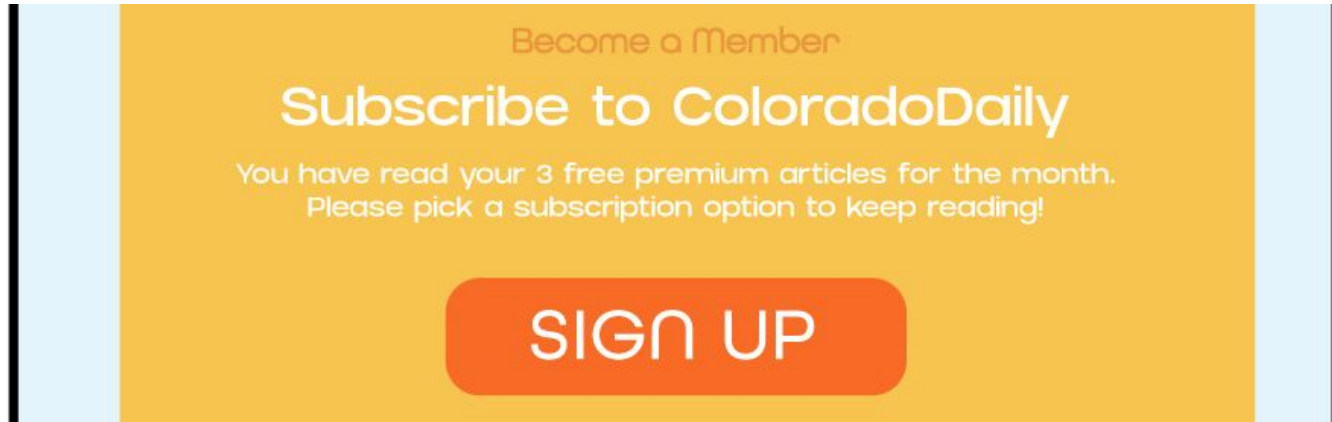 Become a Member
Subscribe to ColoradoDaily
You have read your 3 free premium articles for the month.
Please pick a subscription option to keep reading!
SIGN UP